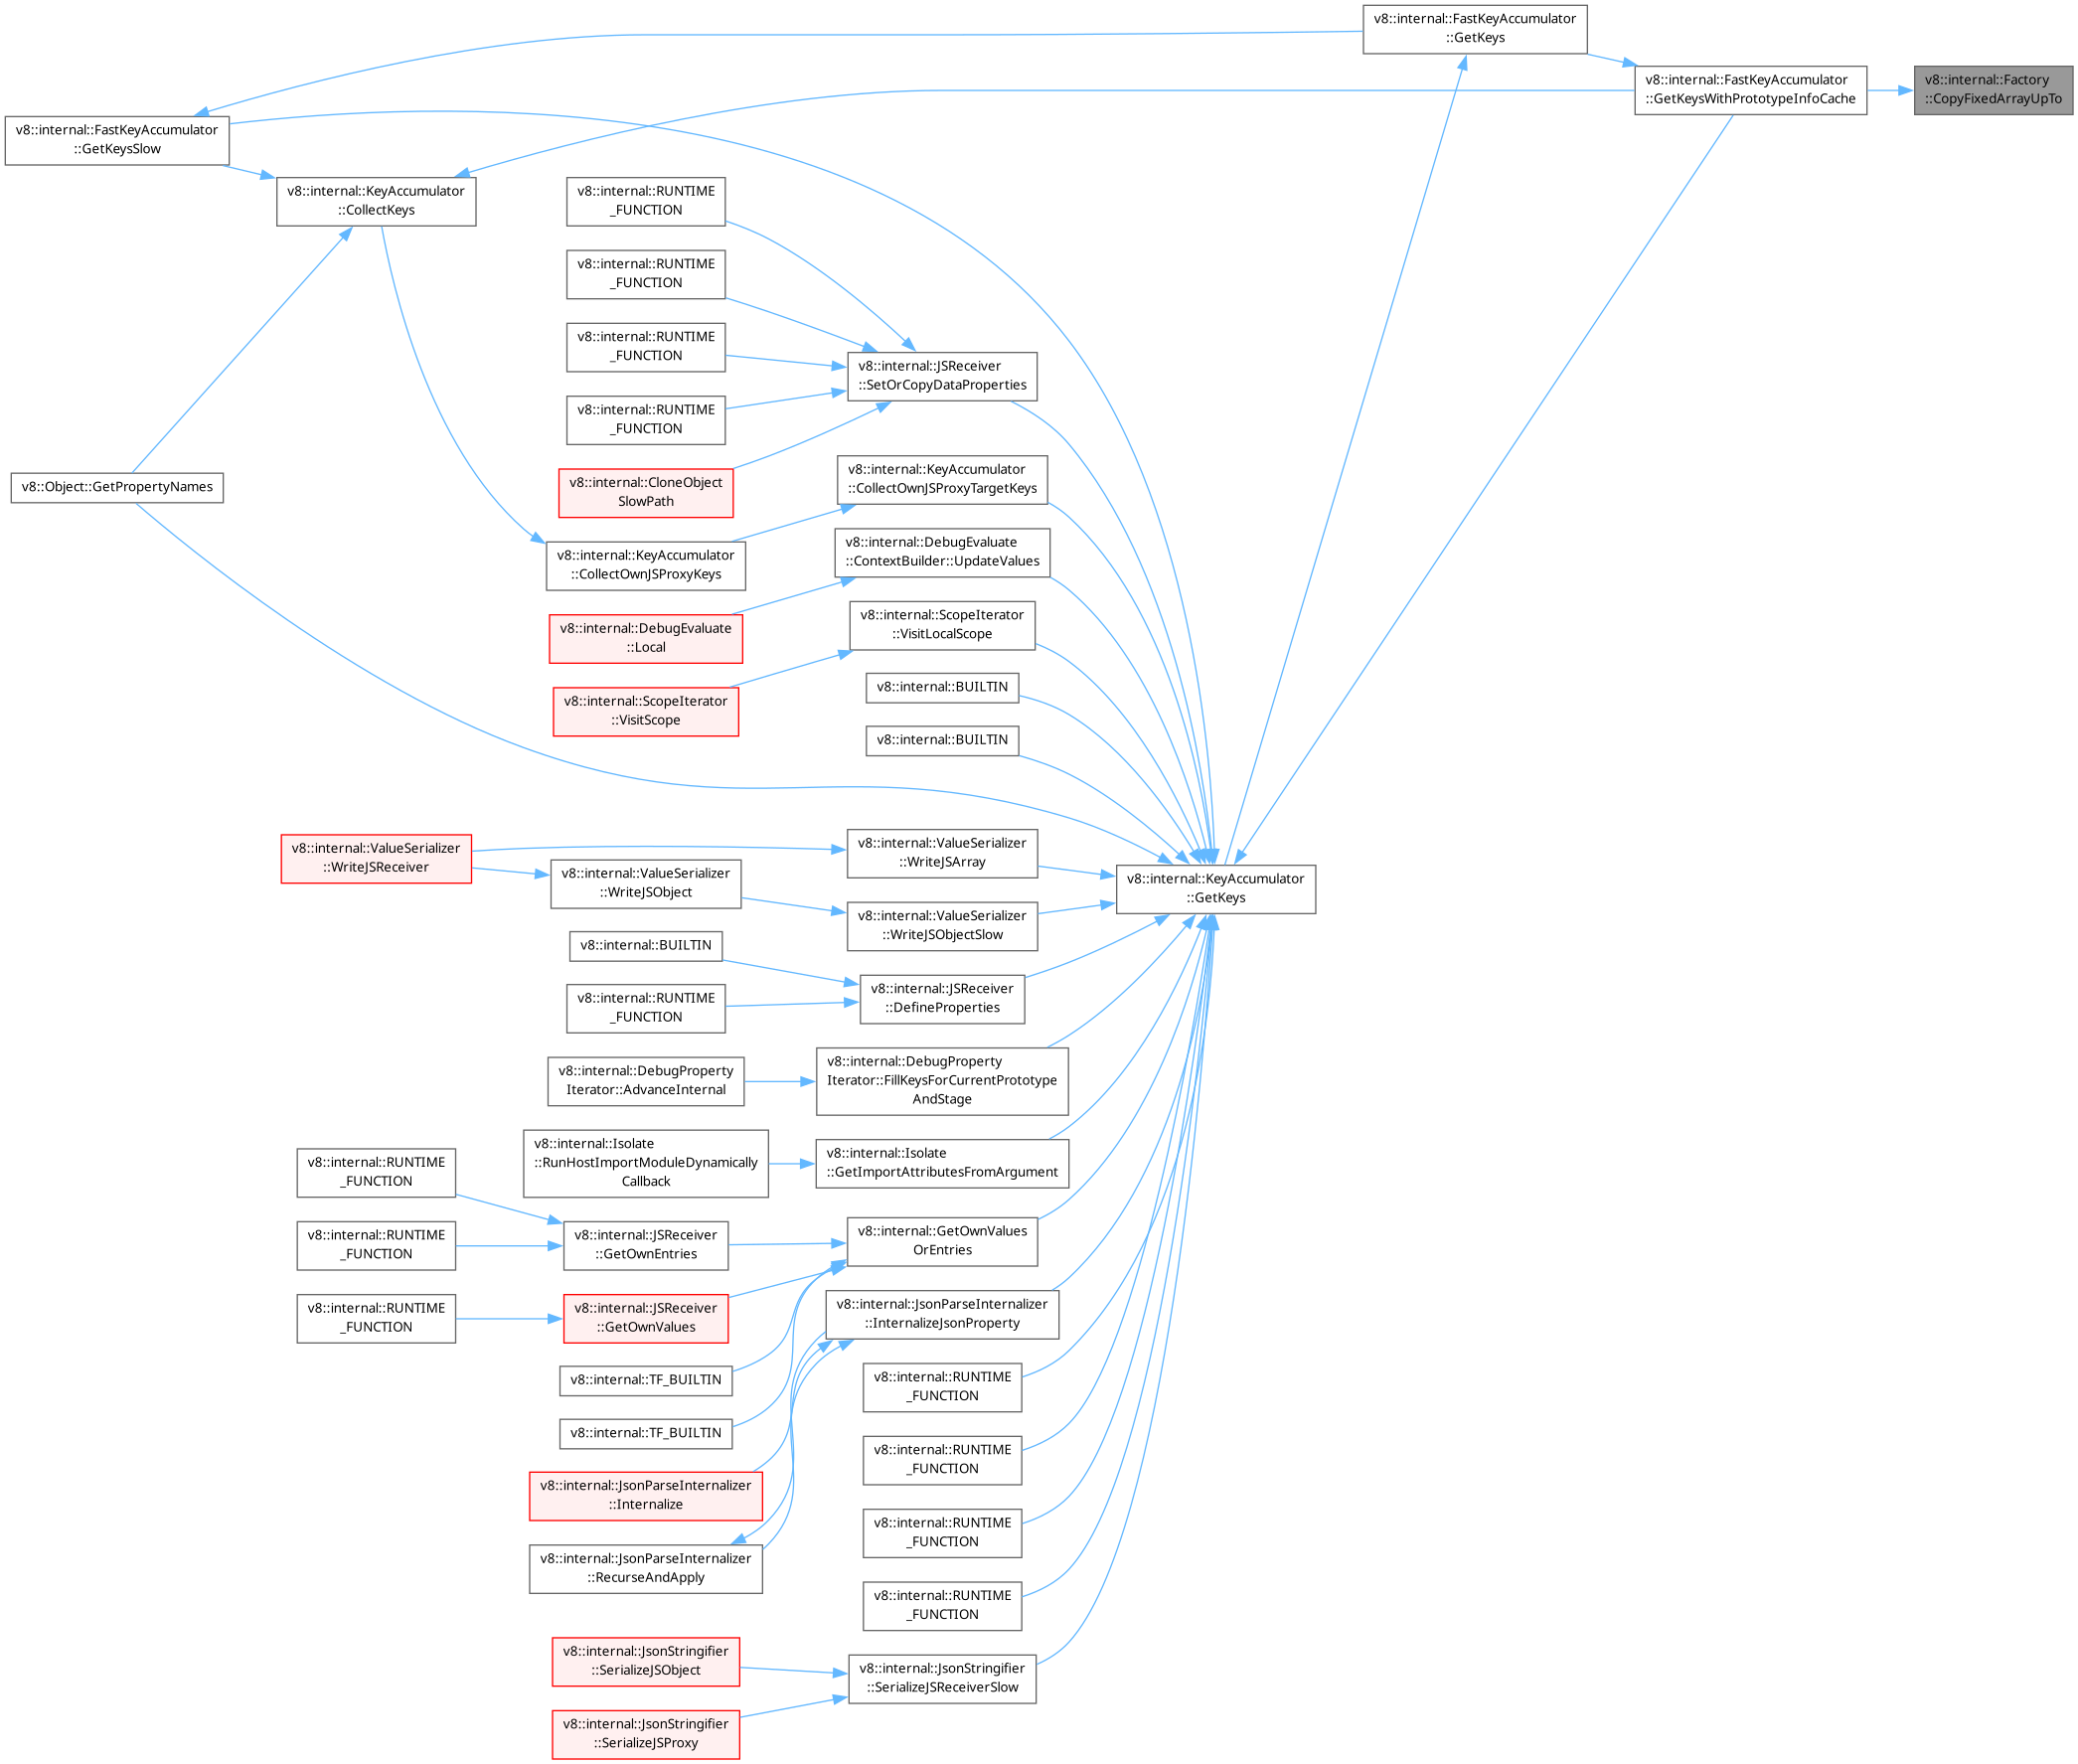 v8::internal::FastKeyAccumulator
::GetKeys
v8::internal::FastKeyAccumulator
::GetKeysWithPrototypeInfoCache
v8::internal::Factory
::CopyFixedArrayUpTo
v8::internal::FastKeyAccumulator
::GetKeysSlow
v8::internal::KeyAccumulator
::CollectKeys
v8::internal::RUNTIME
_FUNCTION
v8::internal::RUNTIME
_FUNCTION
v8::internal::RUNTIME
_FUNCTION
v8::internal::JSReceiver
::SetOrCopyDataProperties
v8::internal::RUNTIME
_FUNCTION
v8::Object::GetPropertyNames
v8::internal::CloneObject
SlowPath
v8::internal::KeyAccumulator
::CollectOwnJSProxyTargetKeys
v8::internal::KeyAccumulator
::CollectOwnJSProxyKeys
v8::internal::DebugEvaluate
::ContextBuilder::UpdateValues
v8::internal::DebugEvaluate
::Local
v8::internal::ScopeIterator
::VisitLocalScope
v8::internal::ScopeIterator
::VisitScope
v8::internal::BUILTIN
v8::internal::BUILTIN
v8::internal::ValueSerializer
::WriteJSReceiver
v8::internal::ValueSerializer
::WriteJSArray
v8::internal::ValueSerializer
::WriteJSObject
v8::internal::KeyAccumulator
::GetKeys
v8::internal::ValueSerializer
::WriteJSObjectSlow
v8::internal::BUILTIN
v8::internal::RUNTIME
_FUNCTION
v8::internal::JSReceiver
::DefineProperties
v8::internal::DebugProperty
Iterator::AdvanceInternal
v8::internal::DebugProperty
Iterator::FillKeysForCurrentPrototype
AndStage
v8::internal::Isolate
::RunHostImportModuleDynamically
Callback
v8::internal::Isolate
::GetImportAttributesFromArgument
v8::internal::RUNTIME
_FUNCTION
v8::internal::RUNTIME
_FUNCTION
v8::internal::JSReceiver
::GetOwnEntries
v8::internal::GetOwnValues
OrEntries
v8::internal::RUNTIME
_FUNCTION
v8::internal::JSReceiver
::GetOwnValues
v8::internal::JsonParseInternalizer
::InternalizeJsonProperty
v8::internal::TF_BUILTIN
v8::internal::RUNTIME
_FUNCTION
v8::internal::TF_BUILTIN
v8::internal::RUNTIME
_FUNCTION
v8::internal::JsonParseInternalizer
::Internalize
v8::internal::RUNTIME
_FUNCTION
v8::internal::JsonParseInternalizer
::RecurseAndApply
v8::internal::RUNTIME
_FUNCTION
v8::internal::JsonStringifier
::SerializeJSObject
v8::internal::JsonStringifier
::SerializeJSReceiverSlow
v8::internal::JsonStringifier
::SerializeJSProxy